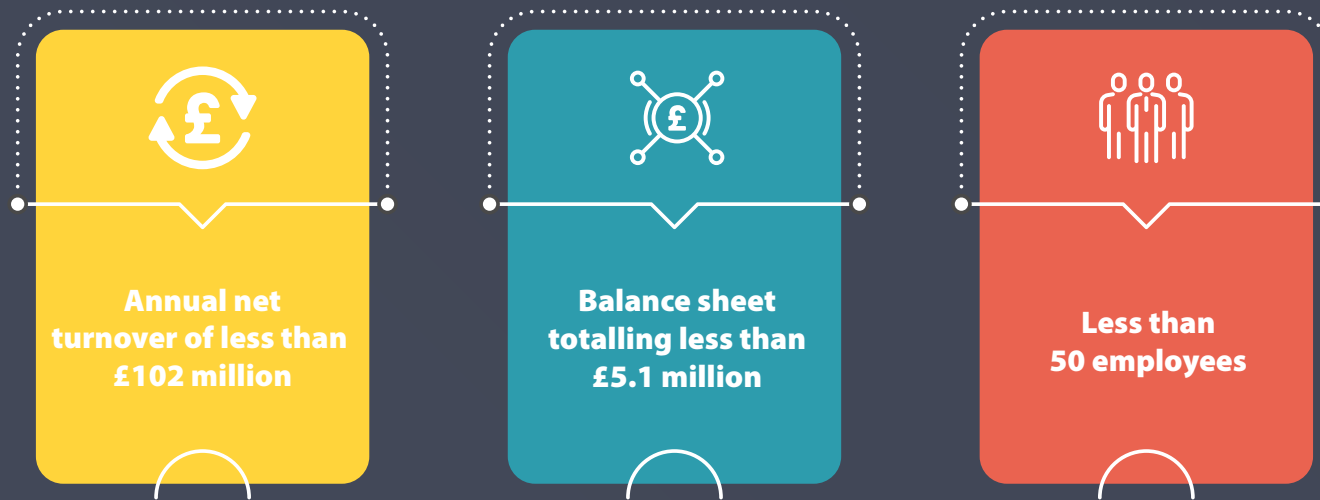 £
Annual net
turnover of less than
£102 million
£
Balance sheet
totalling less than
£5.1 million
Less than
50 employees